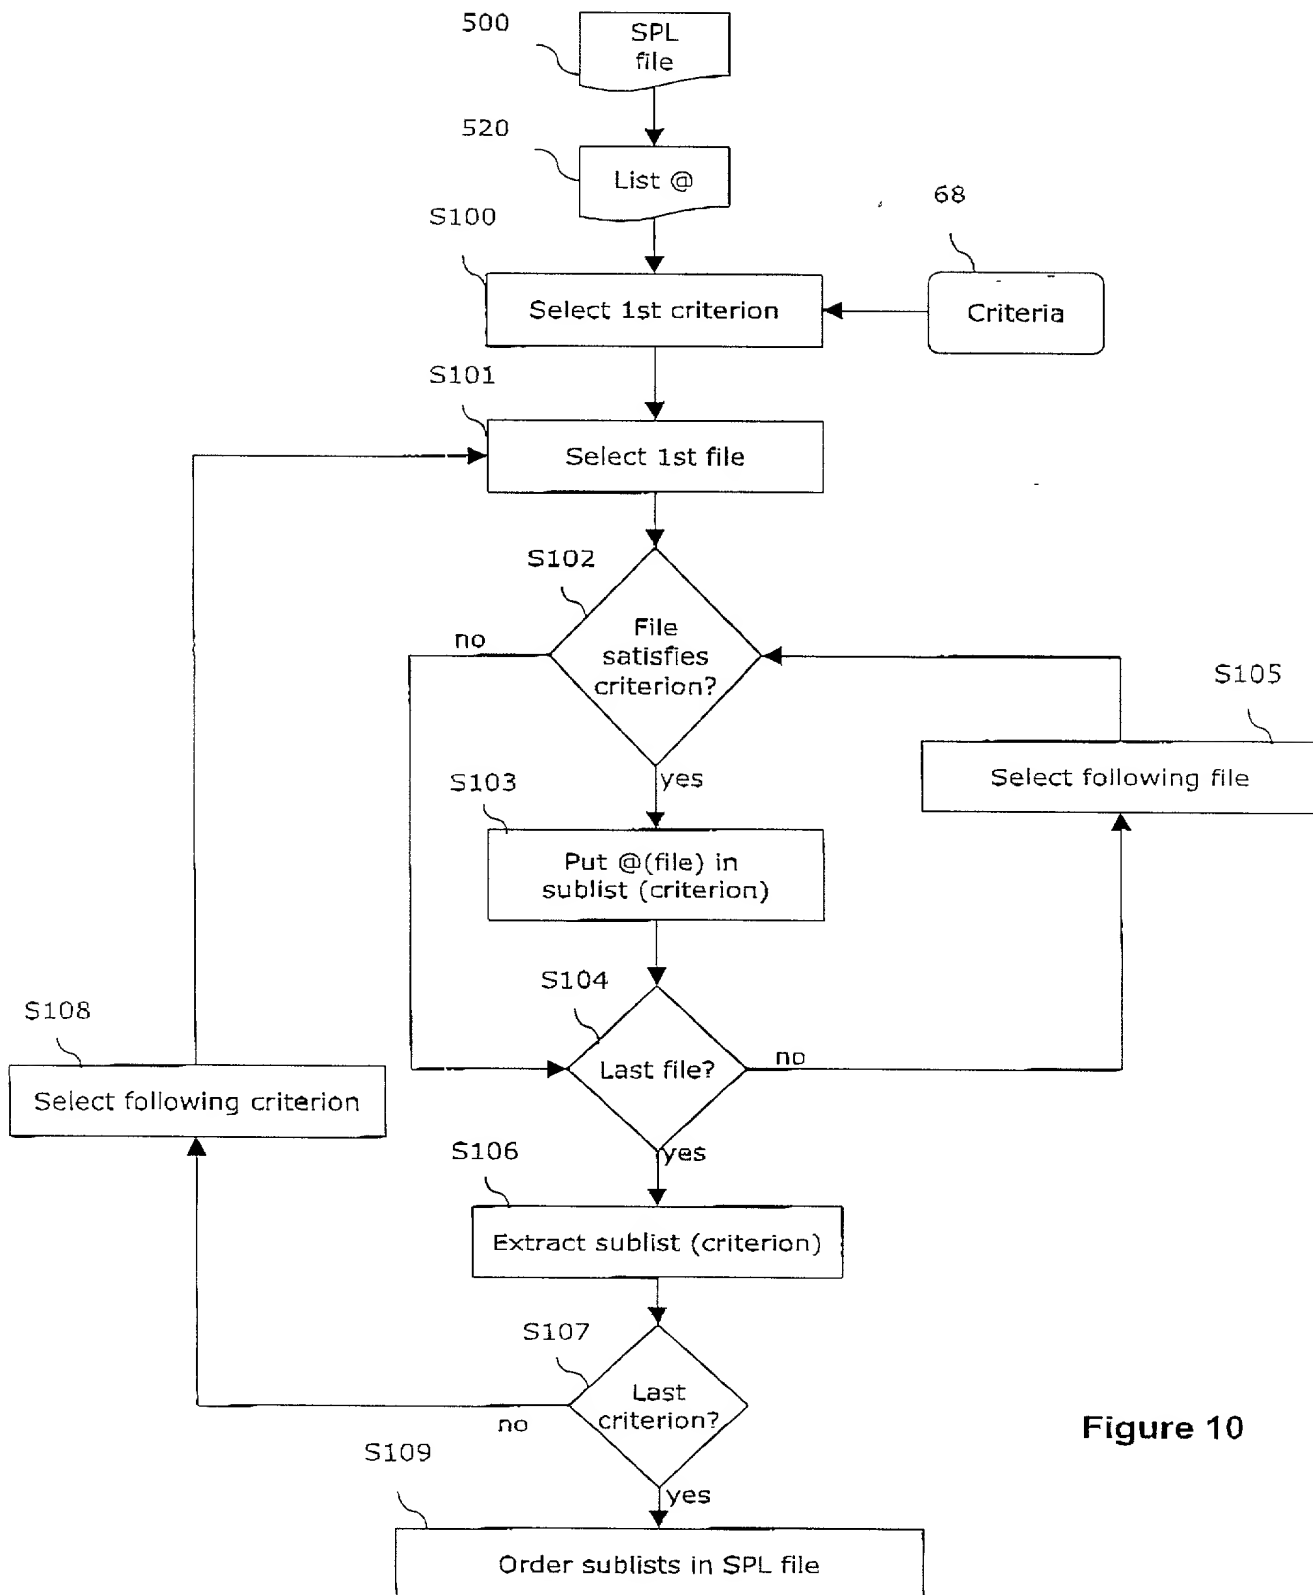 500
SPL
file
520
List @
S100
68
Select 1st criterion
Criteria
S101
Select 1st file
S102
no
File
satisfies
criterion?
S105
Select following file
yes
S103
Put @(file) in
sublist (criterion)
S104
S108
Last file?
no
Select following criterion
yes
S106
Extract sublist (criterion)
S107
Last
criterion?
no
Figure 10
S109
yes
Order sublists in SPL file